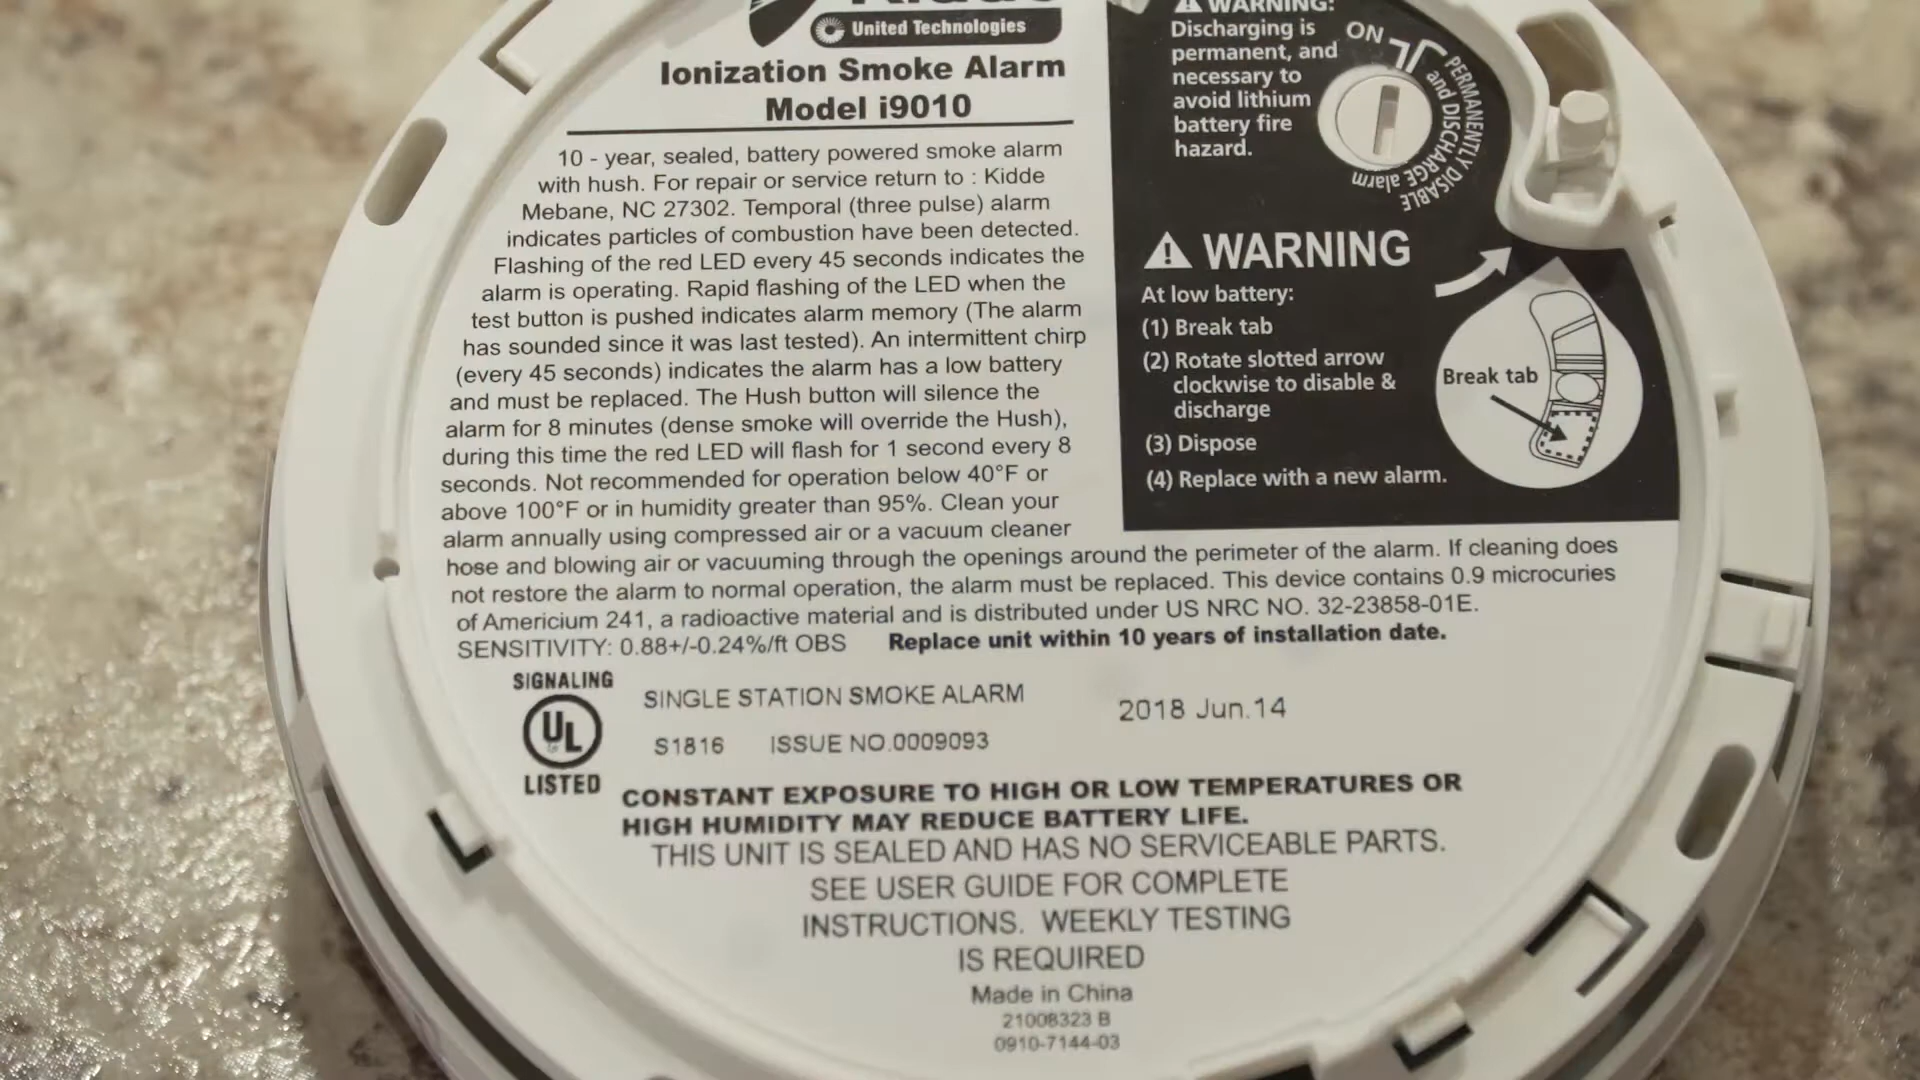 United Technologies
Ionization Smoke Alarm
Model i9010
10 - year, sealed, battery powered smoke alarm
with hush. For repair or service return to : Kidde
Mebane, NC 27302. Temporal (three pulse) alarm
indicates particles of combustion have been detected.
Flashing of the red LED every 45 seconds indicates the
alarm is operating. Rapid flashing of the LED when the
test button is pushed indicates alarm memory (The alarm
has sounded since it was last tested). An intermittent chirp
(every 45 seconds) indicates the alarm has a low battery
and must be replaced. The Hush button will silence the
alarm for 8 minutes (dense smoke will override the Hush),
during this time the red LED will flash for 1 second every 8
seconds. Not recommended for operation below 40°F or
above 100°F or in humidity greater than 95%. Clean your
alarm annually using compressed air or a vacuum cleaner
hose and blowing air or vacuuming through the openings around the perimeter of the alarm. If cleaning does
not restore the alarm to normal operation, the alarm must be replaced. This device contains 0.9 microcuries
of Americium 241, a radioactive material and is distributed under US NRC NO. 32-23858-01E.
SENSITIVITY: 0.88+/-0.24%/ft OBS Replace unit within 10 years of installation date.
WARNING:
Discharging is
permanent, and
necessary to
avoid lithium
battery fire
hazard.
ON
PERMANENTLY DISABLE
and DISCHARGE alarm
WARNING
At low battery:
(1) Break tab
(2) Rotate slotted arrow
clockwise to disable &
discharge
(3) Dispose
(4) Replace with a new alarm.
Break tab
SIGNALING
UL
LISTED
SINGLE STATION SMOKE ALARM
S1816 ISSUE NO.0009093
2018 Jun.14
CONSTANT EXPOSURE TO HIGH OR LOW TEMPERATURES OR
HIGH HUMIDITY MAY REDUCE BATTERY LIFE.
THIS UNIT IS SEALED AND HAS NO SERVICEABLE PARTS.
SEE USER GUIDE FOR COMPLETE
INSTRUCTIONS. WEEKLY TESTING
IS REQUIRED
Made in China
21008323 B
0910-7144-03